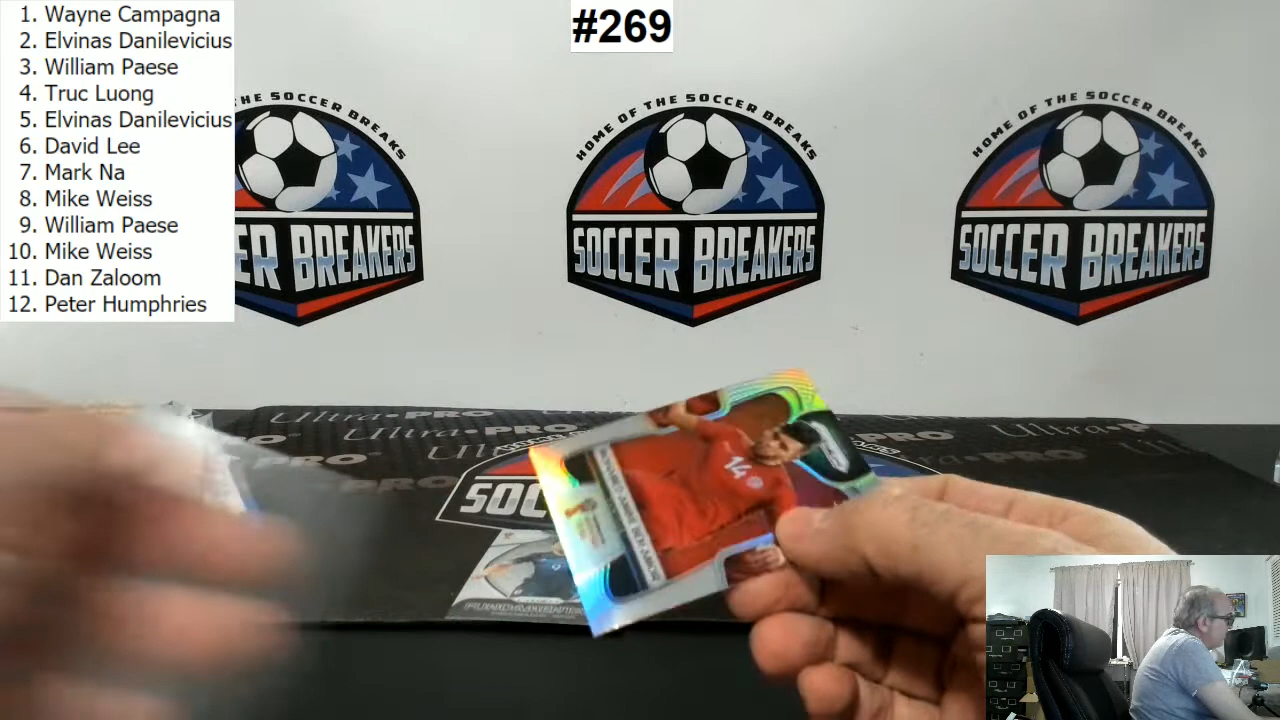 1. Wayne Campagna
2. Elvinas Danilevicius
3. William Paese
4. Truc Luong
5. Elvinas Danilevicius
6. David Lee
7. Mark Na
8. Mike Weiss
9. William Paese
10. Mike Weiss
11. Dan Zaloom
12. Peter Humphries
#269
HE SOCCER BREAKS
ER BREAKERS
HOME OF THE SOCCER BREAKS
SOCCER BREAKERS
HOME OF THE SOCCER BREAKS
SOCCER BREAKERS
Ultra PRO
Ultra PRO
SOC
14